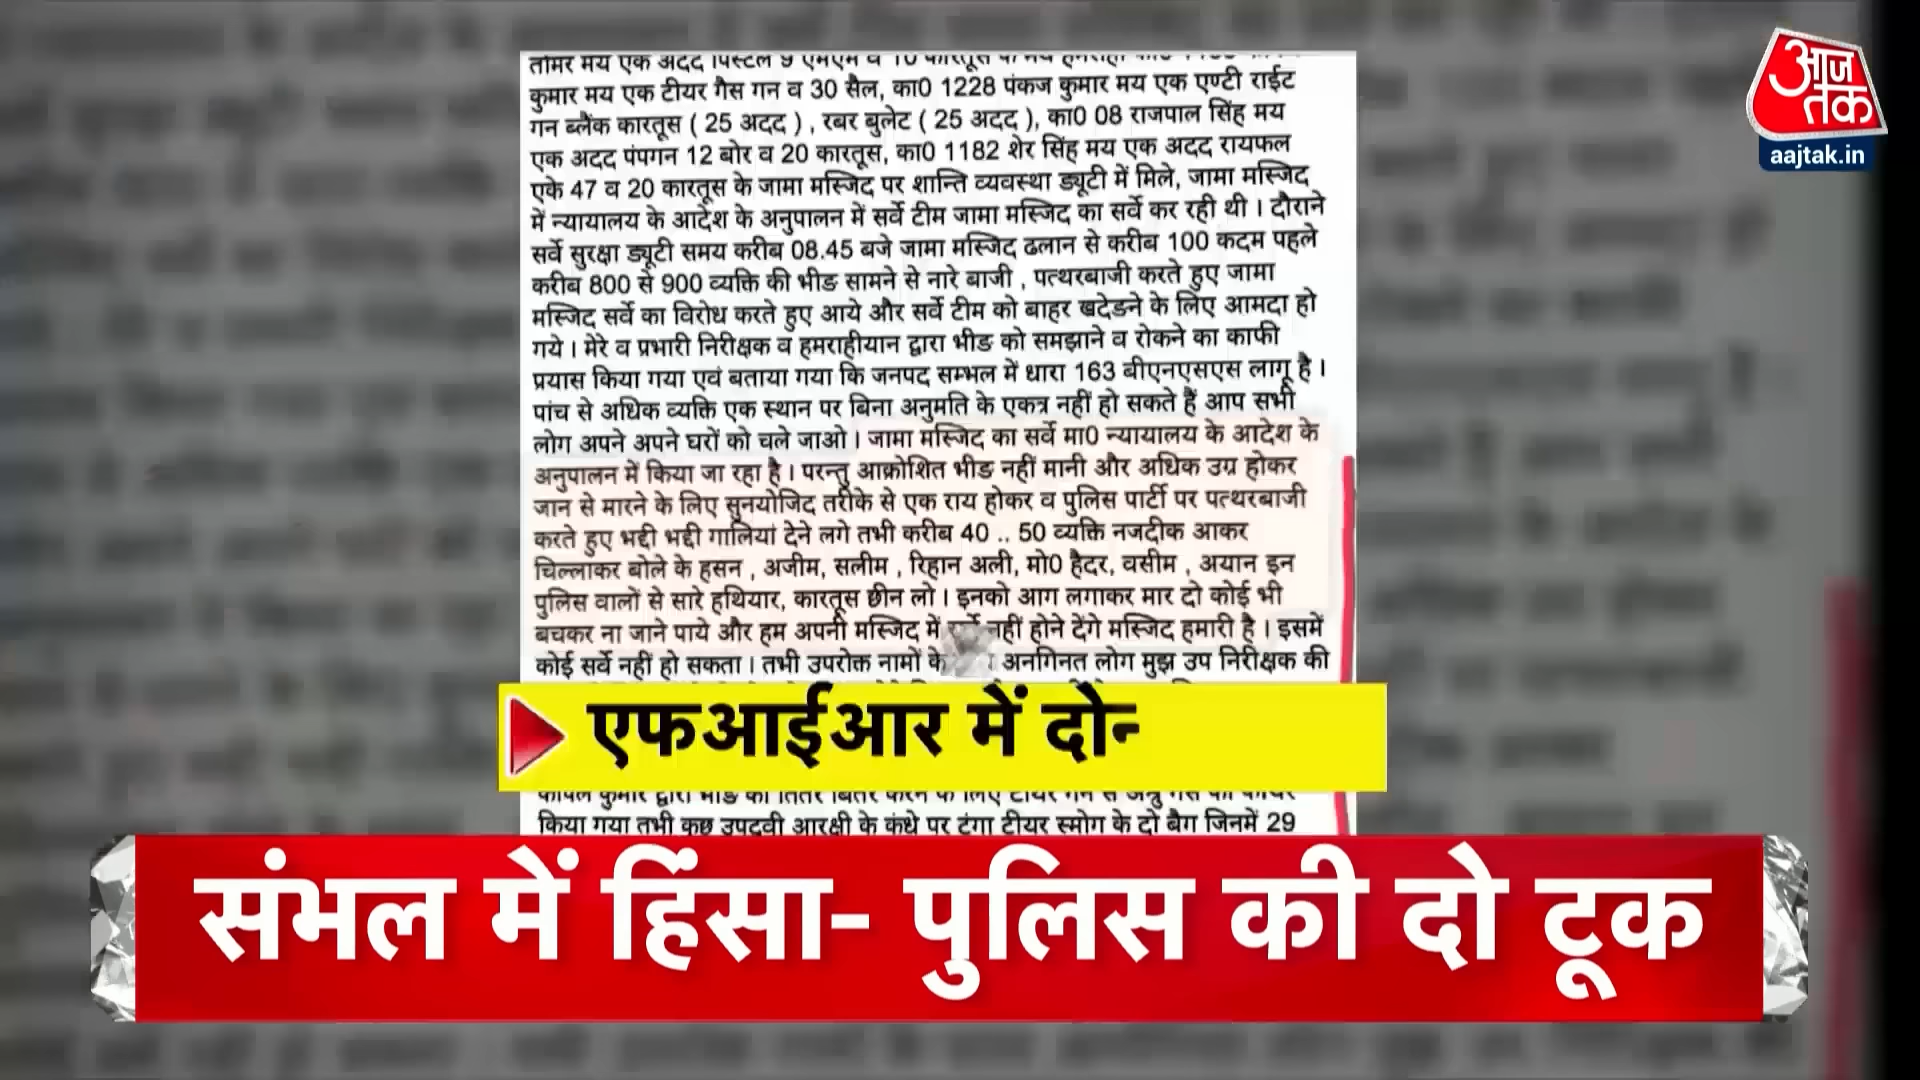 आज
तक
aajtak.in
तोमर मय एक अदद पिस्टल 9 एमएम व 10 कारतूस
कुमार मय एक टीयर गैस गन व 30 सैल, का0 1228 पंकज कुमार मय एक एण्टी राईट
गन ब्लैंक कारतूस ( 25 अदद ) , रबर बुलेट ( 25 अदद ), का0 08 राजपाल सिंह मय
एक अदद पंपगन 12 बोर व 20 कारतूस, का0 1182 शेर सिंह मय एक अदद रायफल
एके 47 व 20 कारतूस के जामा मस्जिद पर शान्ति व्यवस्था ड्यूटी में मिले, जामा मस्जिद
में न्यायालय के आदेश के अनुपालन में सर्वे टीम जामा मस्जिद का सर्वे कर रही थी । दौराने
सर्वे सुरक्षा ड्यूटी समय करीब 08.45 बजे जामा मस्जिद ढलान से करीब 100 कदम पहले
करीब 800 से 900 व्यक्ति की भीड सामने से नारे बाजी , पत्थरबाजी करते हुए जामा
मस्जिद सर्वे का विरोध करते हुए आये और सर्वे टीम को बाहर खदेडने के लिए आमदा हो
गये । मेरे व प्रभारी निरीक्षक व हमराहीयान द्वारा भीड को समझाने व रोकने का काफी
प्रयास किया गया एवं बताया गया कि जनपद सम्भल में धारा 163 बीएनएसएस लागू है ।
पांच से अधिक व्यक्ति एक स्थान पर बिना अनुमति के एकत्र नहीं हो सकते हैं आप सभी
लोग अपने अपने घरों को चले जाओ । जामा मस्जिद का सर्वे मा0 न्यायालय के आदेश के
अनुपालन में किया जा रहा है । परन्तु आक्रोशित भीड नहीं मानी और अधिक उग्र होकर
जान से मारने के लिए सुनयोजिद तरीके से एक राय होकर व पुलिस पार्टी पर पत्थरबाजी
करते हुए भद्दी भद्दी गालियां देने लगे तभी करीब 40 .. 50 व्यक्ति नजदीक आकर
चिल्लाकर बोले के हसन , अजीम, सलीम , रिहान अली, मो0 हैदर, वसीम , अयान इन
पुलिस वालों से सारे हथियार, कारतूस छीन लो । इनको आग लगाकर मार दो कोई भी
बचकर ना जाने पाये और हम अपनी मस्जिद में नहीं होने देंगे मस्जिद हमारी है । इसमें
कोई सर्वे नहीं हो सकता । तभी उपरोक्त नामों के अनगिनत लोग मुझ उप निरीक्षक की
एफआईआर में दोन
कपिल कुमार द्वारा भीड को तितर बितर करने के लिए टीयर गन से अश्रु गैस का फायर
किया गया तभी कुछ उपद्रवी आरक्षी के कंधे पर टंगा टीयर स्मोग के दो बैग जिनमें 29
संभल में हिंसा- पुलिस की दो टूक